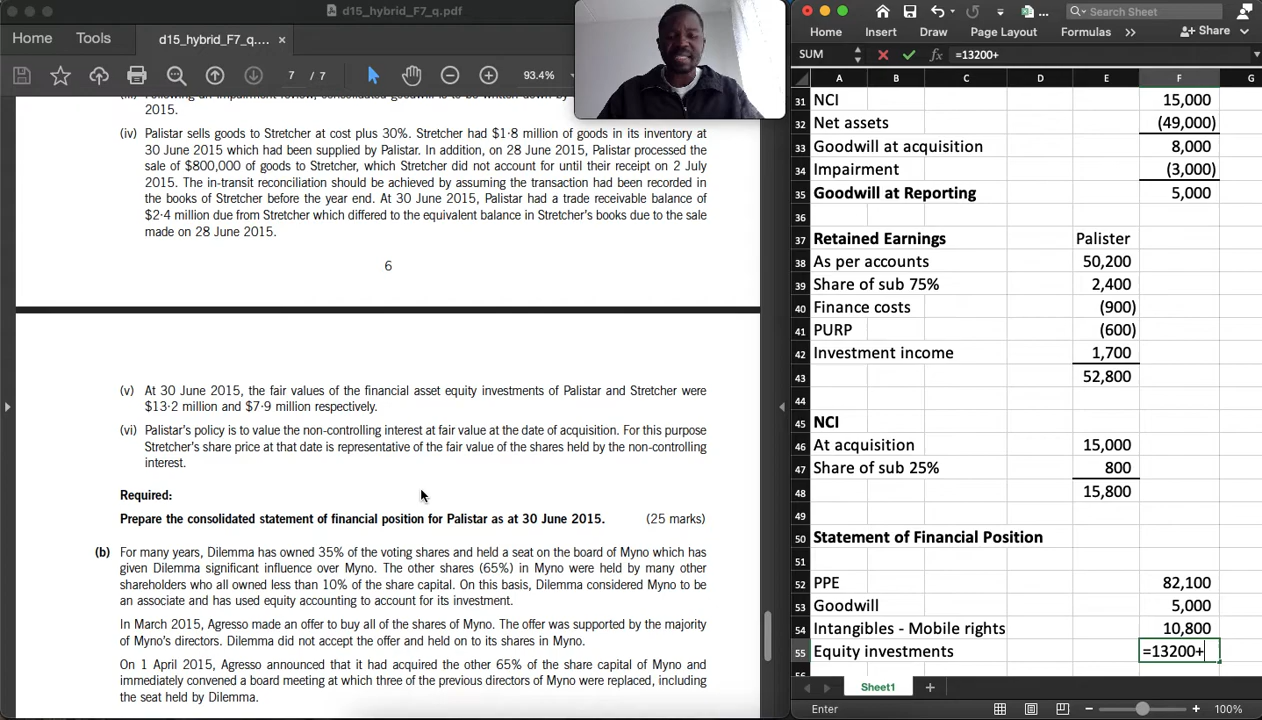 d15_hybrid_F7_q.pdf
Home Tools d15_hybrid_F7_q.... ×
7 / 7 93.4%
2015.
(iv) Palistar sells goods to Stretcher at cost plus 30%. Stretcher had $1·8 million of goods in its inventory at
30 June 2015 which had been supplied by Palistar. In addition, on 28 June 2015, Palistar processed the
sale of $800,000 of goods to Stretcher, which Stretcher did not account for until their receipt on 2 July
2015. The in-transit reconciliation should be achieved by assuming the transaction had been recorded in
the books of Stretcher before the year end. At 30 June 2015, Palistar had a trade receivable balance of
$2·4 million due from Stretcher which differed to the equivalent balance in Stretcher's books due to the sale
made on 28 June 2015.
6
(v) At 30 June 2015, the fair values of the financial asset equity investments of Palistar and Stretcher were
$13·2 million and $7·9 million respectively.
(vi) Palistar's policy is to value the non-controlling interest at fair value at the date of acquisition. For this purpose
Stretcher's share price at that date is representative of the fair value of the shares held by the non-controlling
interest.
Required:
Prepare the consolidated statement of financial position for Palistar as at 30 June 2015. (25 marks)
(b) For many years, Dilemma has owned 35% of the voting shares and held a seat on the board of Myno which has
given Dilemma significant influence over Myno. The other shares (65%) in Myno were held by many other
shareholders who all owned less than 10% of the share capital. On this basis, Dilemma considered Myno to be
an associate and has used equity accounting to account for its investment.
In March 2015, Agresso made an offer to buy all of the shares of Myno. The offer was supported by the majority
of Myno's directors. Dilemma did not accept the offer and held on to its shares in Myno.
On 1 April 2015, Agresso announced that it had acquired the other 65% of the share capital of Myno and
immediately convened a board meeting at which three of the previous directors of Myno were replaced, including
the seat held by Dilemma.
... Search Sheet
Home Insert Draw Page Layout Formulas Share
SUM fx =13200+
A B C D E F G
31 NCI 15,000
32 Net assets (49,000)
33 Goodwill at acquisition 8,000
34 Impairment (3,000)
35 Goodwill at Reporting 5,000
36
37 Retained Earnings Palister
38 As per accounts 50,200
39 Share of sub 75% 2,400
40 Finance costs (900)
41 PURP (600)
42 Investment income 1,700
43 52,800
44
45 NCI
46 At acquisition 15,000
47 Share of sub 25% 800
48 15,800
49
50 Statement of Financial Position
51
52 PPE 82,100
53 Goodwill 5,000
54 Intangibles - Mobile rights 10,800
55 Equity investments =13200+
Sheet1 +
Enter 100%